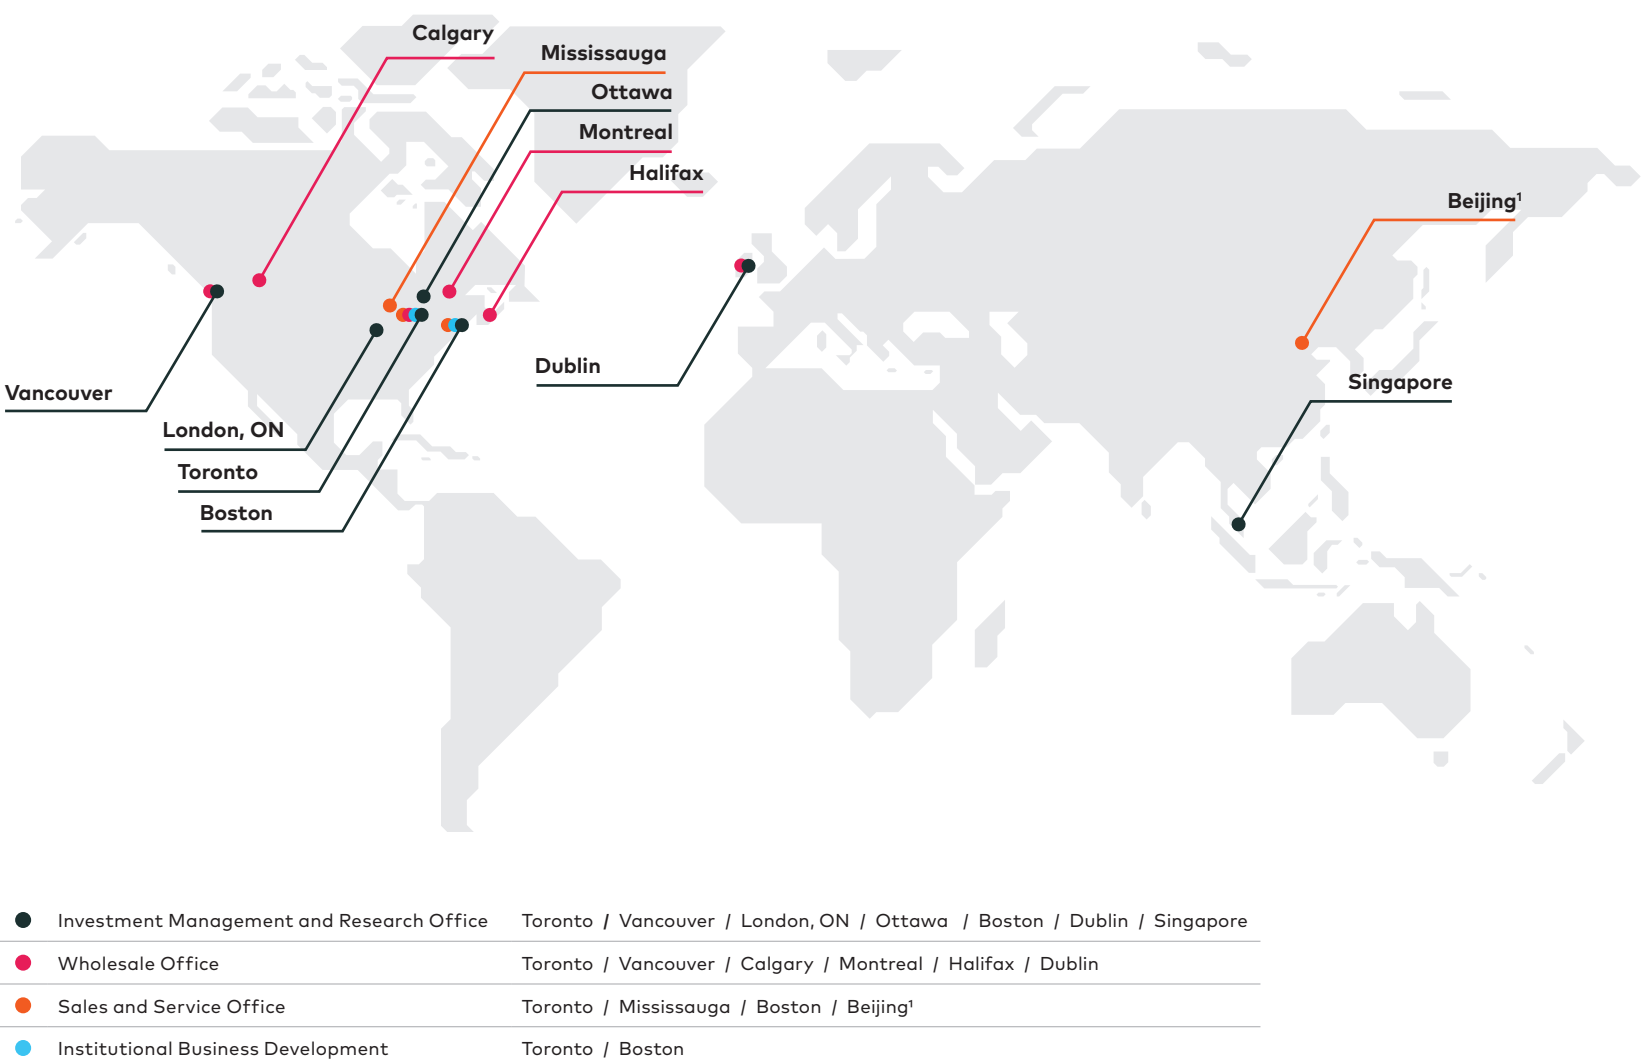 Calgary
Mississauga
Ottawa
Montreal
Halifax
Beijing¹
Dublin
Singapore
Vancouver
London, ON
Toronto
Boston
Investment Management and Research Office Toronto / Vancouver / London, ON / Ottawa / Boston / Dublin / Singapore
Wholesale Office Toronto / Vancouver / Calgary / Montreal / Halifax / Dublin
Sales and Service Office Toronto / Mississauga / Boston / Beijing¹
Institutional Business Development Toronto / Boston